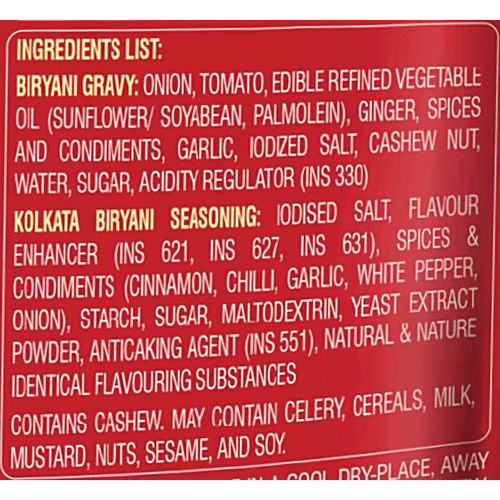 INGREDIENTS LIST:
BIRYANI GRAVY: ONION, TOMATO, EDIBLE REFINED VEGETABLE
OIL (SUNFLOWER/ SOYABEAN, PALMOLEIN), GINGER, SPICES
AND CONDIMENTS, GARLIC, IODIZED SALT, CASHEW NUT,
WATER, SUGAR, ACIDITY REGULATOR (INS 330)
KOLKATA BIRYANI SEASONING: IODISED SALT, FLAVOUR
ENHANCER (INS 621, INS 627, INS 631), SPICES &
CONDIMENTS (CINNAMON, CHILLI, GARLIC, WHITE PEPPER,
ONION), STARCH, SUGAR, MALTODEXTRIN, YEAST EXTRACT
POWDER, ANTICAKING AGENT (INS 551), NATURAL & NATURE
IDENTICAL FLAVOURING SUBSTANCES
CONTAINS CASHEW. MAY CONTAIN CELERY, CEREALS, MILK,
MUSTARD, NUTS, SESAME, AND SOY.
COOL, DRY-PLACE, AWAY